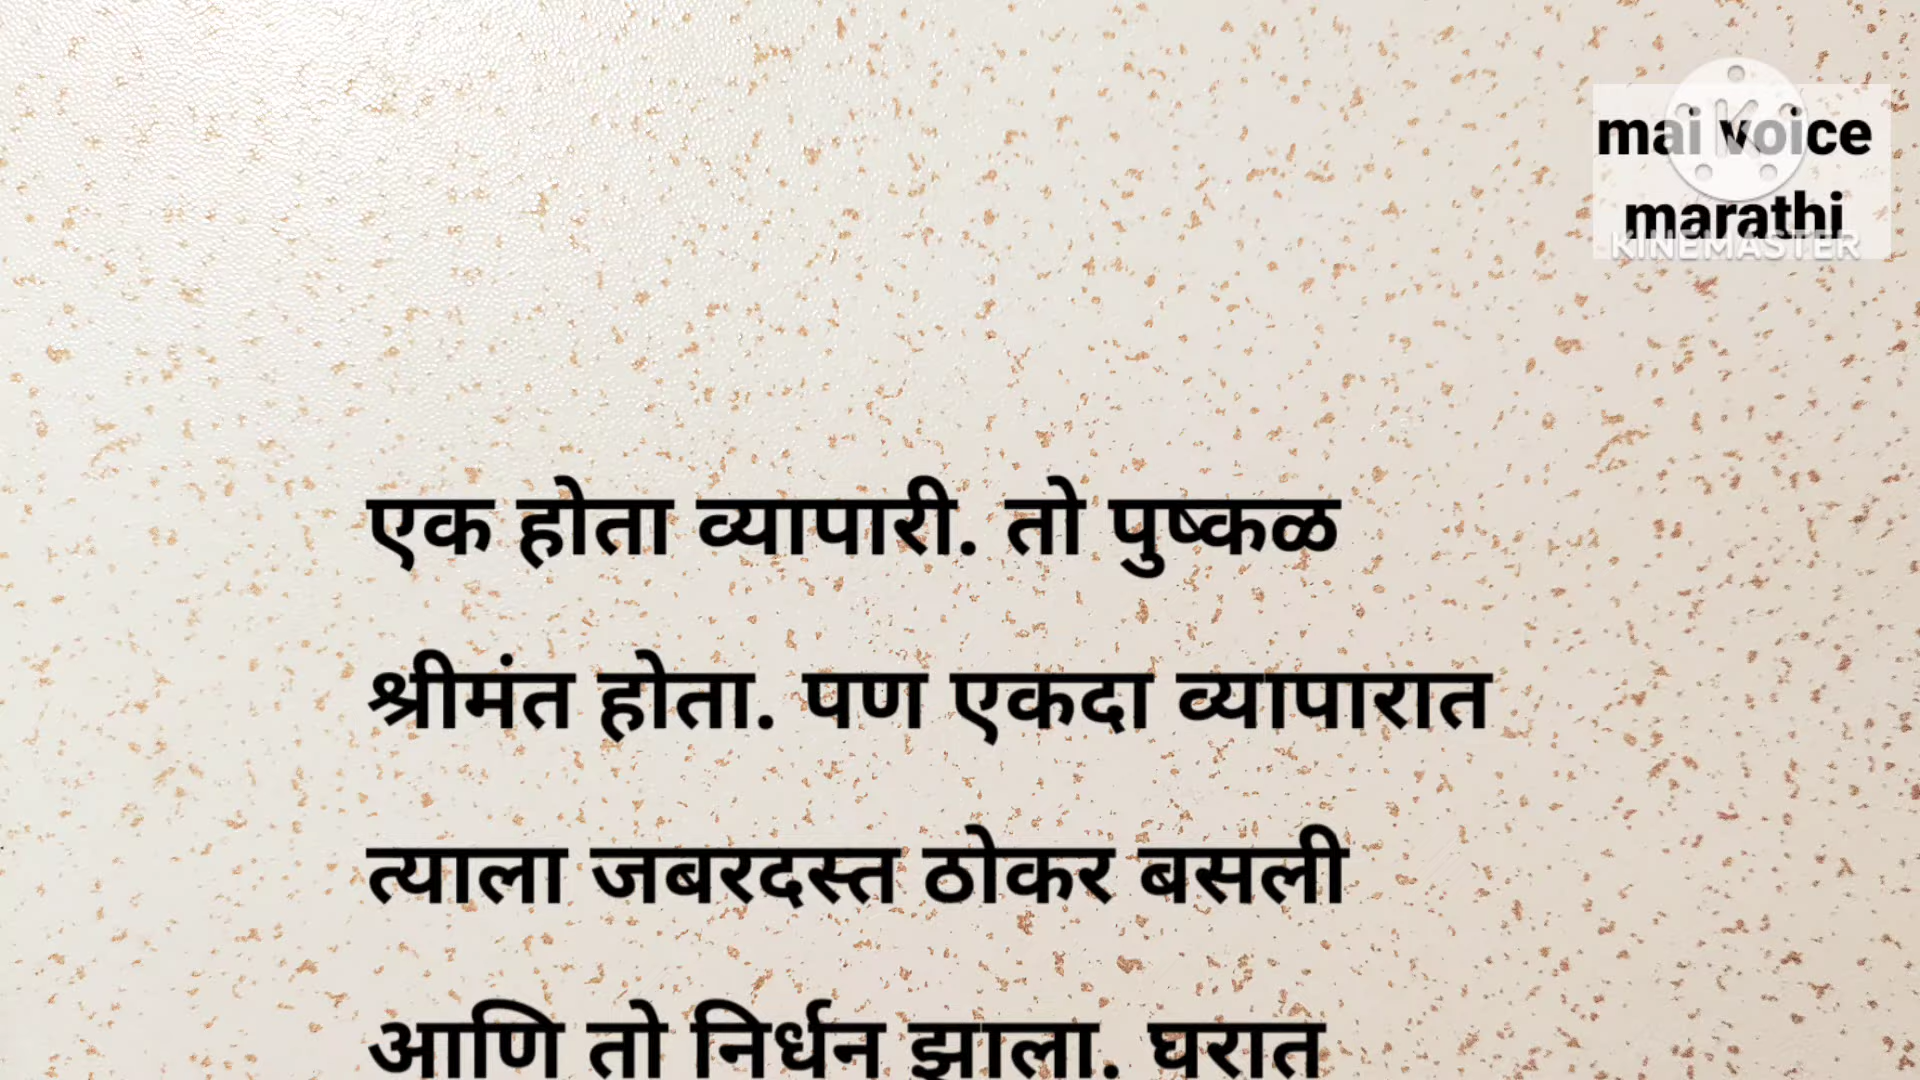 mai voice
marathi
KINEMASTER
एक होता व्यापारी. तो पुष्कळ
श्रीमंत होता. पण एकदा व्यापारात
त्याला जबरदस्त ठोकर बसली
आणि तो निर्धन झाला. घरात